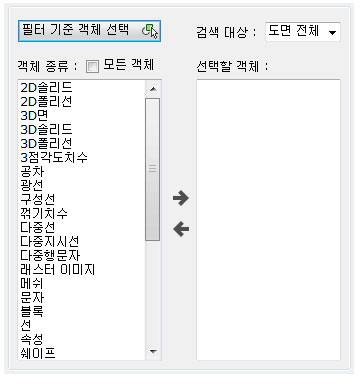 필터 기준 객체 선택
검색 대상 : 도면 전체
객체 종류 : 모든 객체
선택할 객체 :
2D솔리드
2D폴리선
3D면
3D솔리드
3D폴리선
3점각도치수
공차
광선
구성선
꺾기치수
다중선
다중지시선
다중행문자
래스터 이미지
메쉬
문자
블록
선
속성
쉐이프